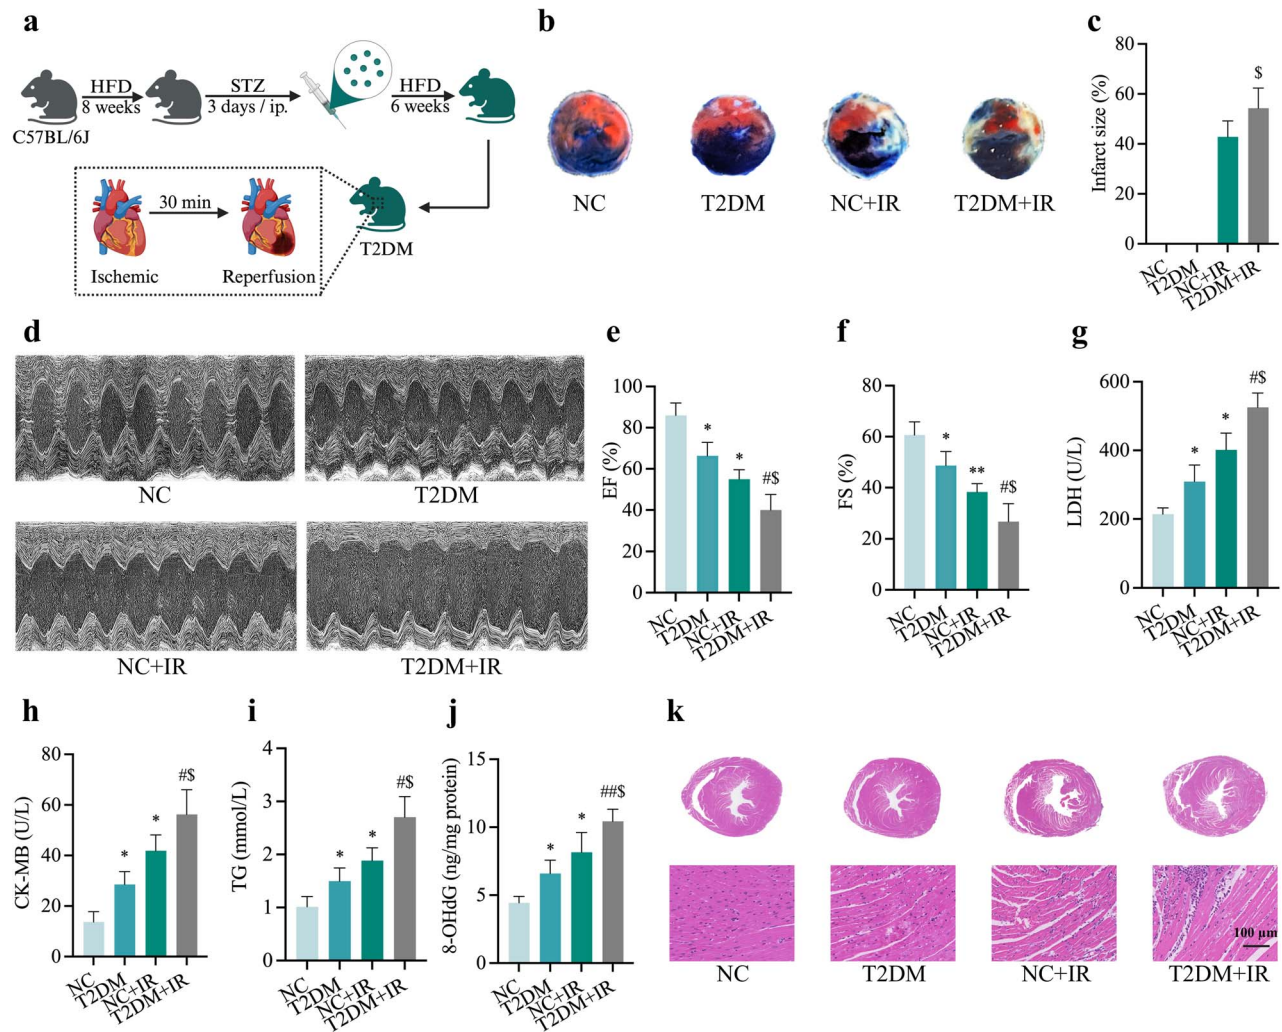 a
HFD
8 weeks
STZ
3 days / ip.
HFD
6 weeks
C57BL/6J
30 min
Ischemic
Reperfusion
T2DM
b
NC
T2DM
NC+IR
T2DM+IR
c
Infarct size (%)
80
60
40
20
0
$
NC
T2DM
NC+IR
T2DM+IR
d
NC
T2DM
NC+IR
T2DM+IR
e
EF (%)
100
80
60
40
20
0
*
*
#$
NC
T2DM
NC+IR
T2DM+IR
f
FS (%)
80
60
40
20
0
*
**
#$
NC
T2DM
NC+IR
T2DM+IR
g
LDH (U/L)
600
400
200
0
*
*
#$
NC
T2DM
NC+IR
T2DM+IR
h
CK-MB (U/L)
80
60
40
20
0
*
*
#$
NC
T2DM
NC+IR
T2DM+IR
i
TG (mmol/L)
4
3
2
1
0
*
*
#$
NC
T2DM
NC+IR
T2DM+IR
j
8-OHdG (ng/mg protein)
15
10
5
0
*
*
##$
NC
T2DM
NC+IR
T2DM+IR
k
100 μm
NC
T2DM
NC+IR
T2DM+IR